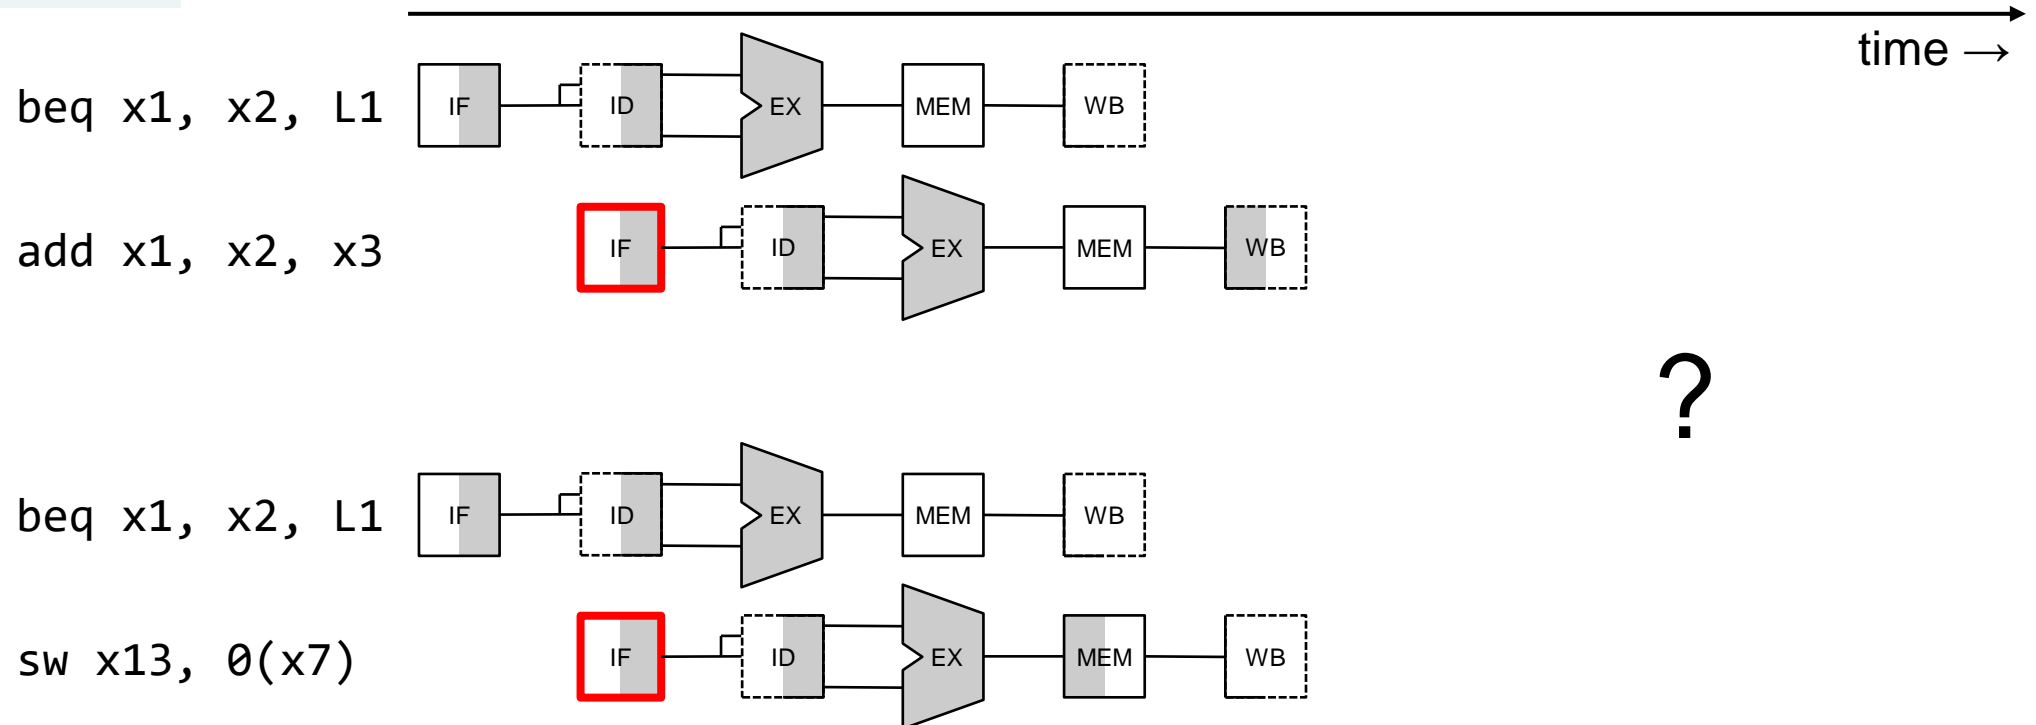 time →
beq x1, x2, L1 IF ID EX MEM WB
add x1, x2, x3 IF ID EX MEM WB
?
beq x1, x2, L1 IF ID EX MEM WB
sw x13, 0(x7) IF ID EX MEM WB